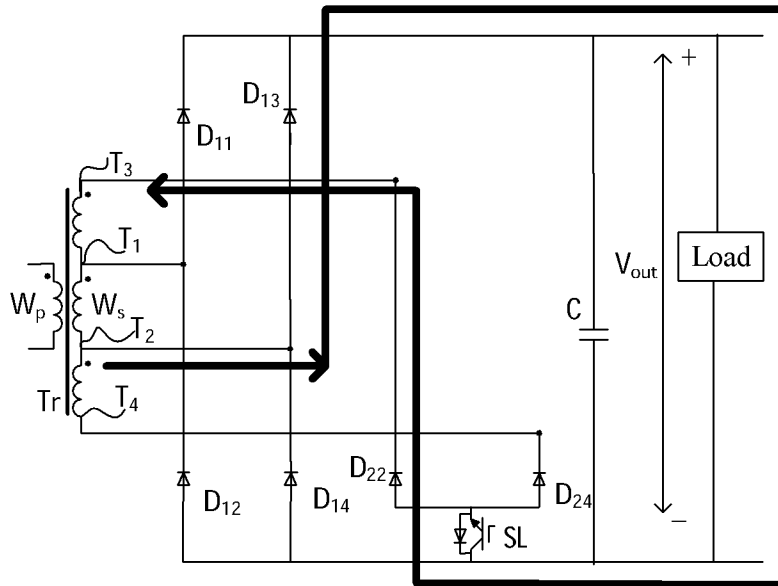 D₁₃
D₁₁
T₃
T₁
Wₚ
Wₛ
T₂
Tr
T₄
+
Vₒᵤₜ
Load
C
D₂₂
D₁₂
D₁₄
D₂₄
SL
−